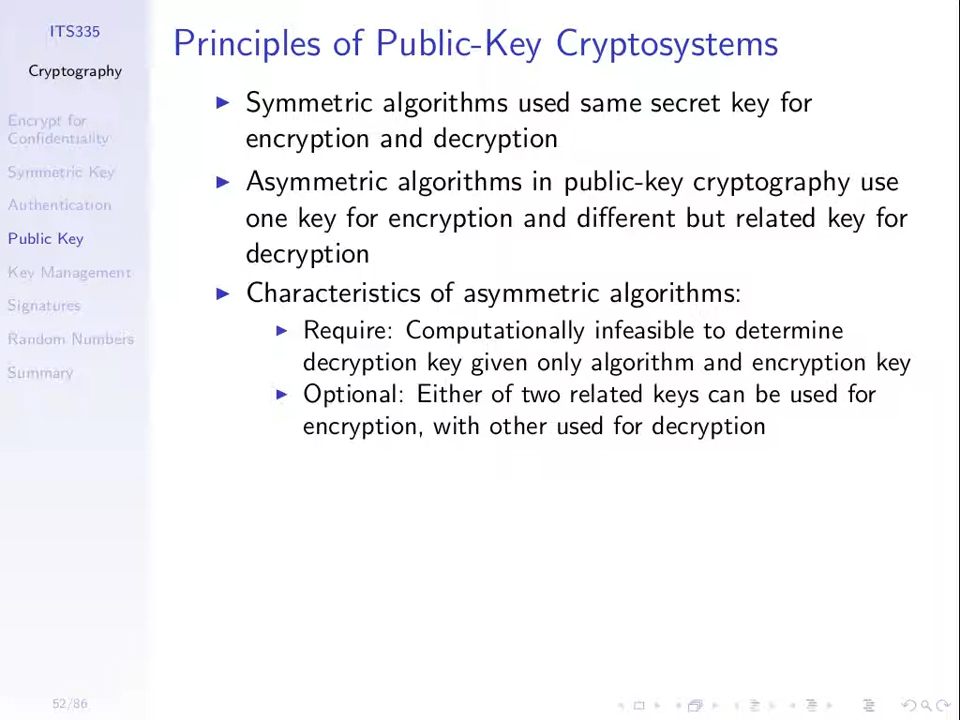 ITS335
Cryptography
Encrypt for
Confidentiality
Symmetric Key
Authentication
Public Key
Key Management
Signatures
Random Numbers
Summary
Principles of Public-Key Cryptosystems
Symmetric algorithms used same secret key for
encryption and decryption
Asymmetric algorithms in public-key cryptography use
one key for encryption and different but related key for
decryption
Characteristics of asymmetric algorithms:
Require: Computationally infeasible to determine
decryption key given only algorithm and encryption key
Optional: Either of two related keys can be used for
encryption, with other used for decryption
52/86